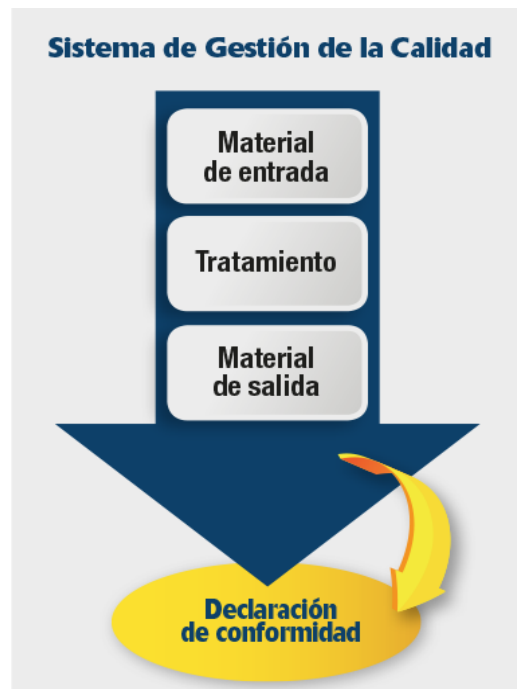 Sistema de Gestión de la Calidad
Material
de entrada
Tratamiento
Material
de salida
Declaración
de conformidad